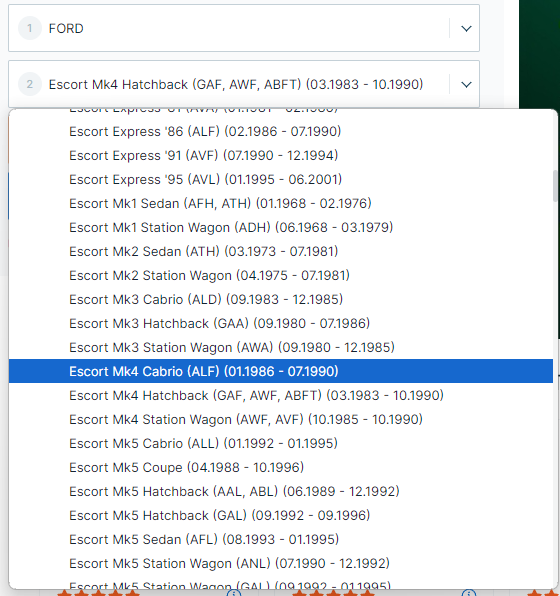 1 FORD
2 Escort Mk4 Hatchback (GAF, AWF, ABFT) (03.1983 - 10.1990)
Escort Express '86 (ALF) (02.1986 - 07.1990)
Escort Express '91 (AVF) (07.1990 - 12.1994)
Escort Express '95 (AVL) (01.1995 - 06.2001)
Escort Mk1 Sedan (AFH, ATH) (01.1968 - 02.1976)
Escort Mk1 Station Wagon (ADH) (06.1968 - 03.1979)
Escort Mk2 Sedan (ATH) (03.1973 - 07.1981)
Escort Mk2 Station Wagon (04.1975 - 07.1981)
Escort Mk3 Cabrio (ALD) (09.1983 - 12.1985)
Escort Mk3 Hatchback (GAA) (09.1980 - 07.1986)
Escort Mk3 Station Wagon (AWA) (09.1980 - 12.1985)
Escort Mk4 Cabrio (ALF) (01.1986 - 07.1990)
Escort Mk4 Hatchback (GAF, AWF, ABFT) (03.1983 - 10.1990)
Escort Mk4 Station Wagon (AWF, AVF) (10.1985 - 10.1990)
Escort Mk5 Cabrio (ALL) (01.1992 - 01.1995)
Escort Mk5 Coupe (04.1988 - 10.1996)
Escort Mk5 Hatchback (AAL, ABL) (06.1989 - 12.1992)
Escort Mk5 Hatchback (GAL) (09.1992 - 09.1996)
Escort Mk5 Sedan (AFL) (08.1993 - 01.1995)
Escort Mk5 Station Wagon (ANL) (07.1990 - 12.1992)
Escort Mk5 Station Wagon (GAL) (09.1992 - 01.1995)